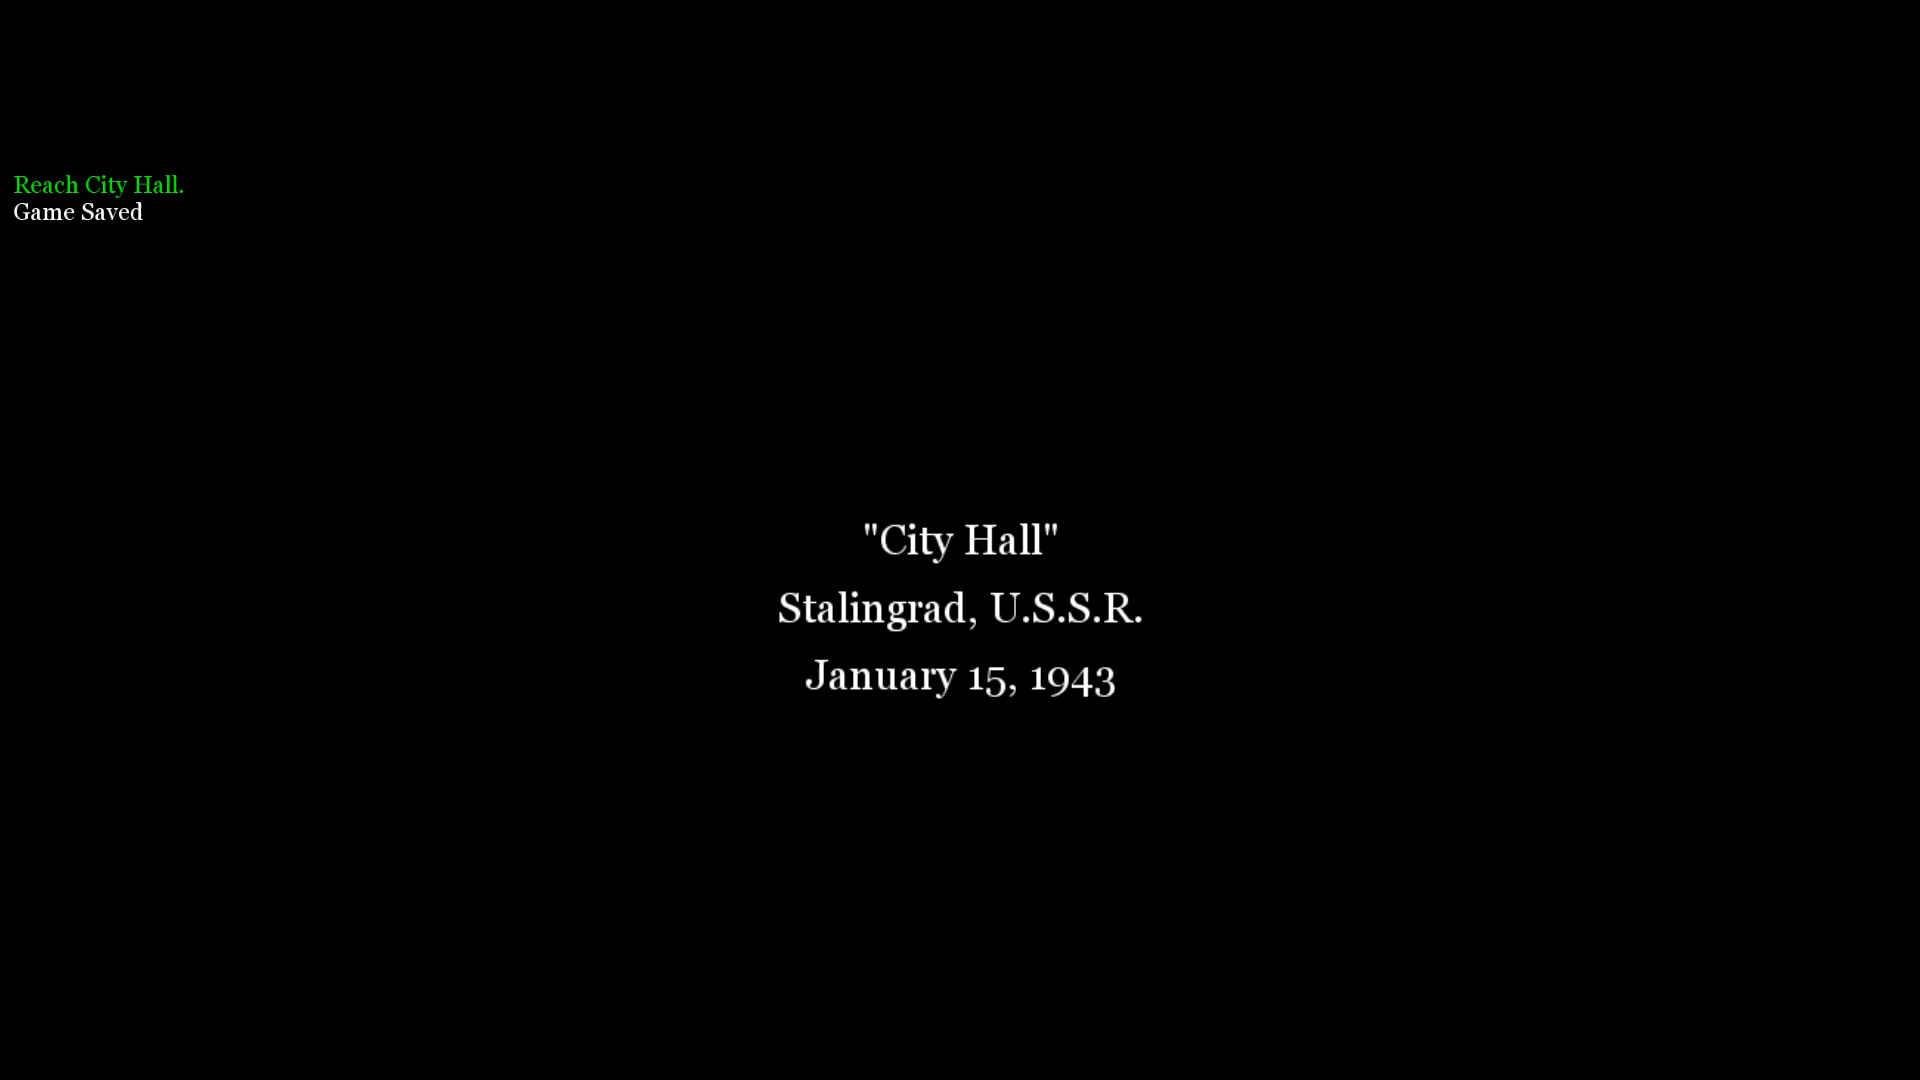 Reach City Hall.
Game Saved
"City Hall"
Stalingrad, U.S.S.R.
January 15, 1943